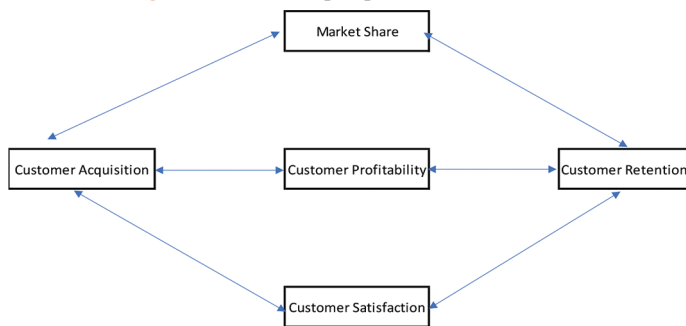 Market Share
Customer Acquisition
Customer Profitability
Customer Retention
Customer Satisfaction